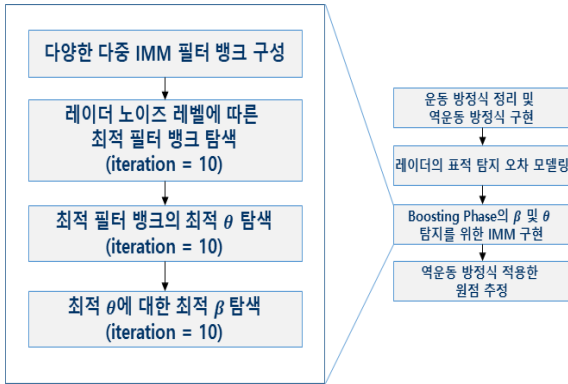 다양한 다중 IMM 필터 뱅크 구성
레이더 노이즈 레벨에 따른
최적 필터 뱅크 탐색
(iteration = 10)
최적 필터 뱅크의 최적 θ 탐색
(iteration = 10)
최적 θ에 대한 최적 β 탐색
(iteration = 10)
운동 방정식 정리 및
역운동 방정식 구현
레이더의 표적 탐지 오차 모델링
Boosting Phase의 β 및 θ
탐지를 위한 IMM 구현
역운동 방정식 적용한
원점 추정